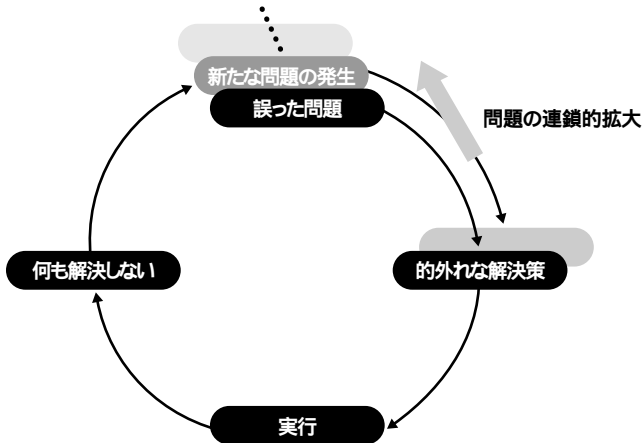 新たな問題の発生
誤った問題
問題の連鎖的拡大
何も解決しない
的外れな解決策
実行